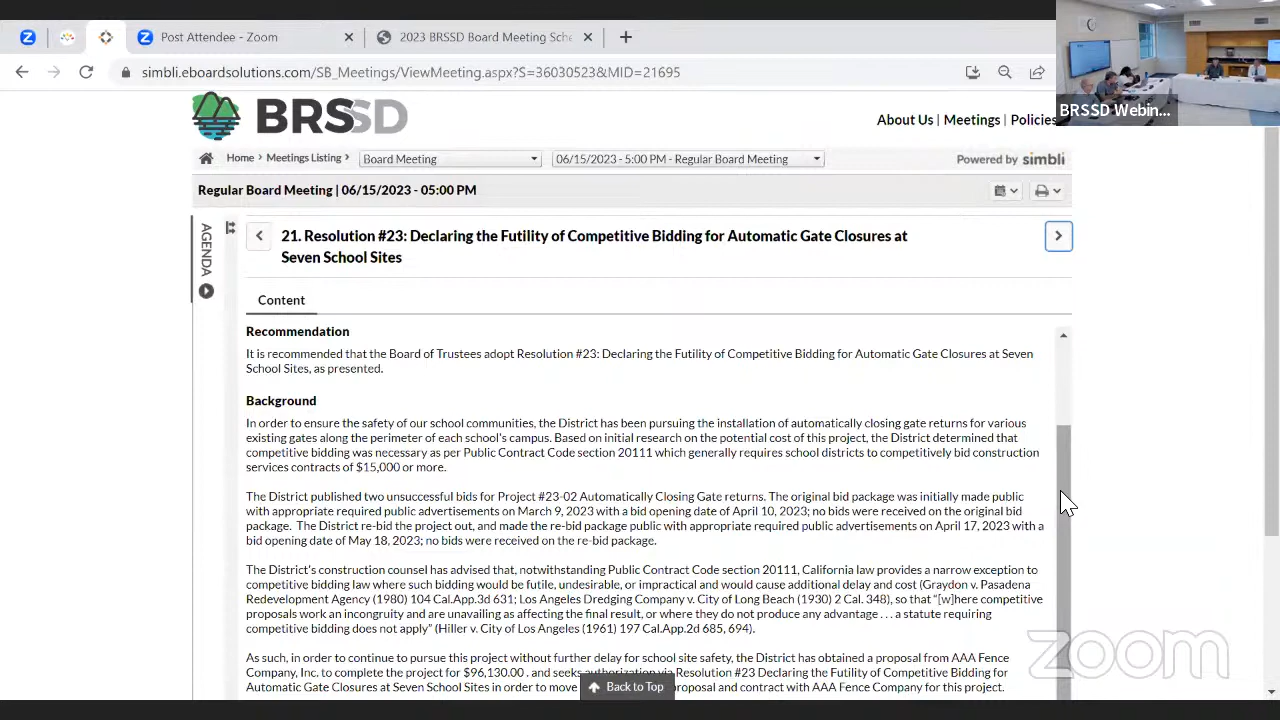 Post Attendee - Zoom
2023 BRSSD Board Meeting Sche
simbli.eboardsolutions.com/SB_Meetings/ViewMeeting.aspx?S=36030523&MID=21695
BRSSD Webin...
BRSSD
About Us | Meetings | Policies
Home > Meetings Listing > Board Meeting 06/15/2023 - 5:00 PM - Regular Board Meeting Powered by simbli
Regular Board Meeting | 06/15/2023 - 05:00 PM
AGENDA
21. Resolution #23: Declaring the Futility of Competitive Bidding for Automatic Gate Closures at
Seven School Sites
Content
Recommendation
It is recommended that the Board of Trustees adopt Resolution #23: Declaring the Futility of Competitive Bidding for Automatic Gate Closures at Seven
School Sites, as presented.
Background
In order to ensure the safety of our school communities, the District has been pursuing the installation of automatically closing gate returns for various
existing gates along the perimeter of each school's campus. Based on initial research on the potential cost of this project, the District determined that
competitive bidding was necessary as per Public Contract Code section 20111 which generally requires school districts to competitively bid construction
services contracts of $15,000 or more.
The District published two unsuccessful bids for Project #23-02 Automatically Closing Gate returns. The original bid package was initially made public
with appropriate required public advertisements on March 9, 2023 with a bid opening date of April 10, 2023; no bids were received on the original bid
package. The District re-bid the project out, and made the re-bid package public with appropriate required public advertisements on April 17, 2023 with a
bid opening date of May 18, 2023; no bids were received on the re-bid package.
The District's construction counsel has advised that, notwithstanding Public Contract Code section 20111, California law provides a narrow exception to
competitive bidding law where such bidding would be futile, undesirable, or impractical and would cause additional delay and cost (Graydon v. Pasadena
Redevelopment Agency (1980) 104 Cal.App.3d 631; Los Angeles Dredging Company v. City of Long Beach (1930) 2 Cal. 348), so that "[w]here competitive
proposals work an incongruity and are unavailing as affecting the final result, or where they do not produce any advantage . . . a statute requiring
competitive bidding does not apply" (Hiller v. City of Los Angeles (1961) 197 Cal.App.2d 685, 694).
As such, in order to continue to pursue this project without further delay for school site safety, the District has obtained a proposal from AAA Fence
Company, Inc. to complete the project for $96,130.00 . and seeks authorization via Resolution #23 Declaring the Futility of Competitive Bidding for
Automatic Gate Closures at Seven School Sites in order to move proposal and contract with AAA Fence Company for this project.
Back to Top
zoom